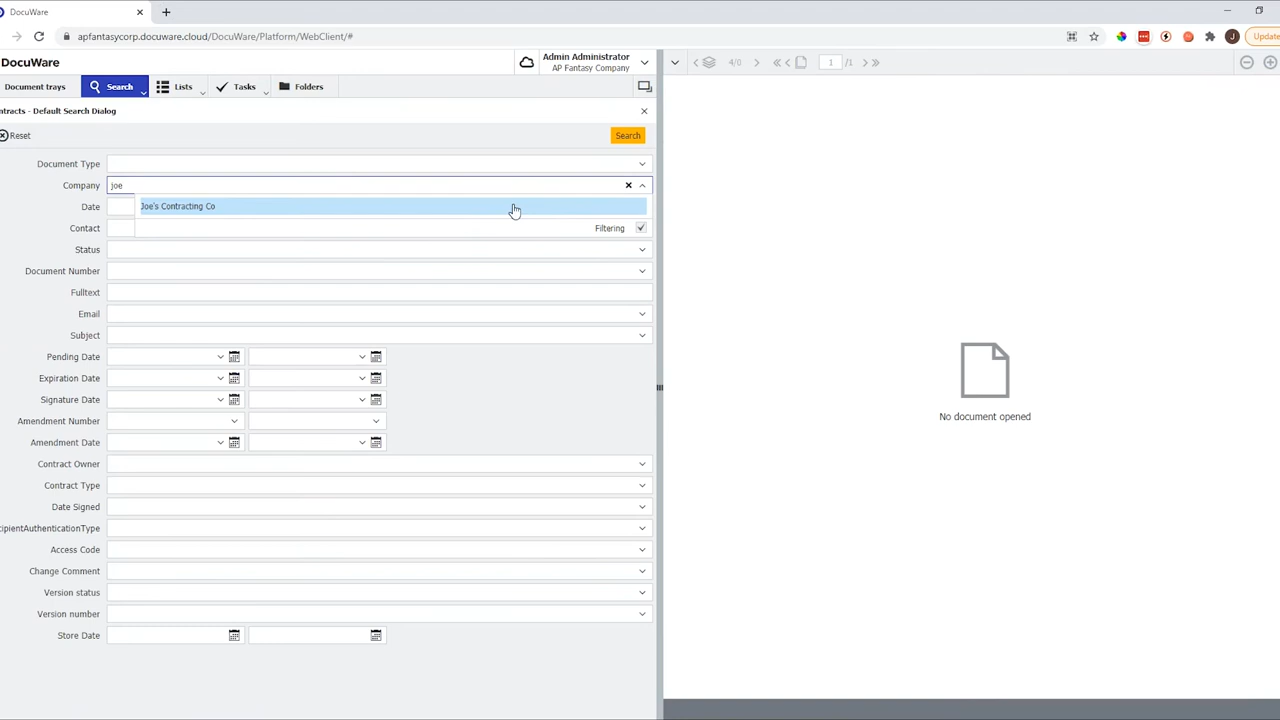 DocuWare
apfantasycorp.docuware.cloud/DocuWare/Platform/WebClient/#
J
Update
DocuWare
Admin Administrator
AP Fantasy Company
4/0
1
/1
Document trays
Search
Lists
Tasks
Folders
ntracts - Default Search Dialog
Reset
Search
Document Type
Company
joe
Date
Joe's Contracting Co
Contact
Filtering
Status
Document Number
Fulltext
Email
Subject
Pending Date
Expiration Date
Signature Date
Amendment Number
Amendment Date
Contract Owner
Contract Type
Date Signed
cipientAuthenticationType
Access Code
Change Comment
Version status
Version number
Store Date
No document opened